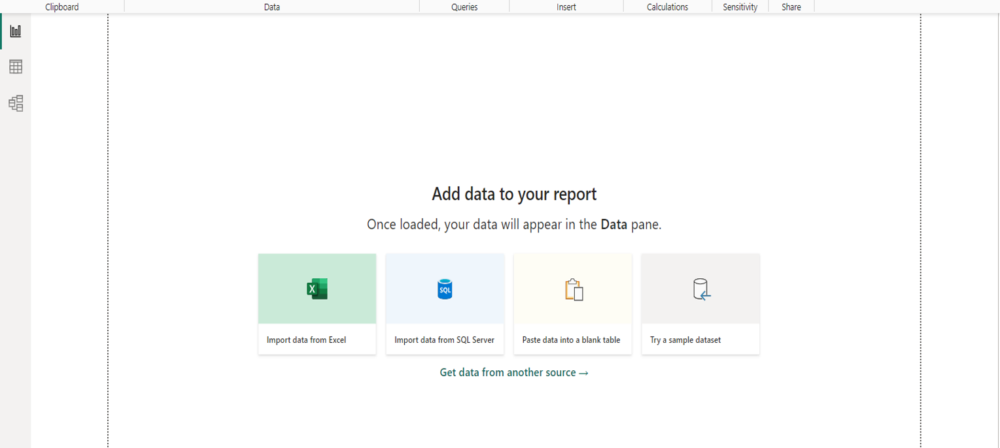 Clipboard Data Queries Insert Calculations Sensitivity Share
Add data to your report
Once loaded, your data will appear in the Data pane.
X SQL
Import data from Excel Import data from SQL Server Paste data into a blank table Try a sample dataset
Get data from another source →